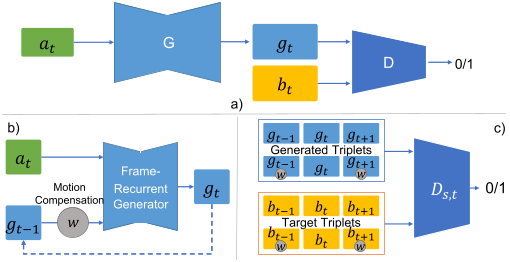 a_t
G
g_t
b_t
D
0/1
a)
b)
a_t
Motion
Compensation
g_{t-1}
w
Frame-
Recurrent
Generator
g_t
c)
g_{t-1} g_t g_{t+1}
Generated Triplets
g_{t-1} g_t g_{t+1}
w w
b_{t-1} b_t b_{t+1}
Target Triplets
b_{t-1} b_t b_{t+1}
w w
D_{s,t}
0/1